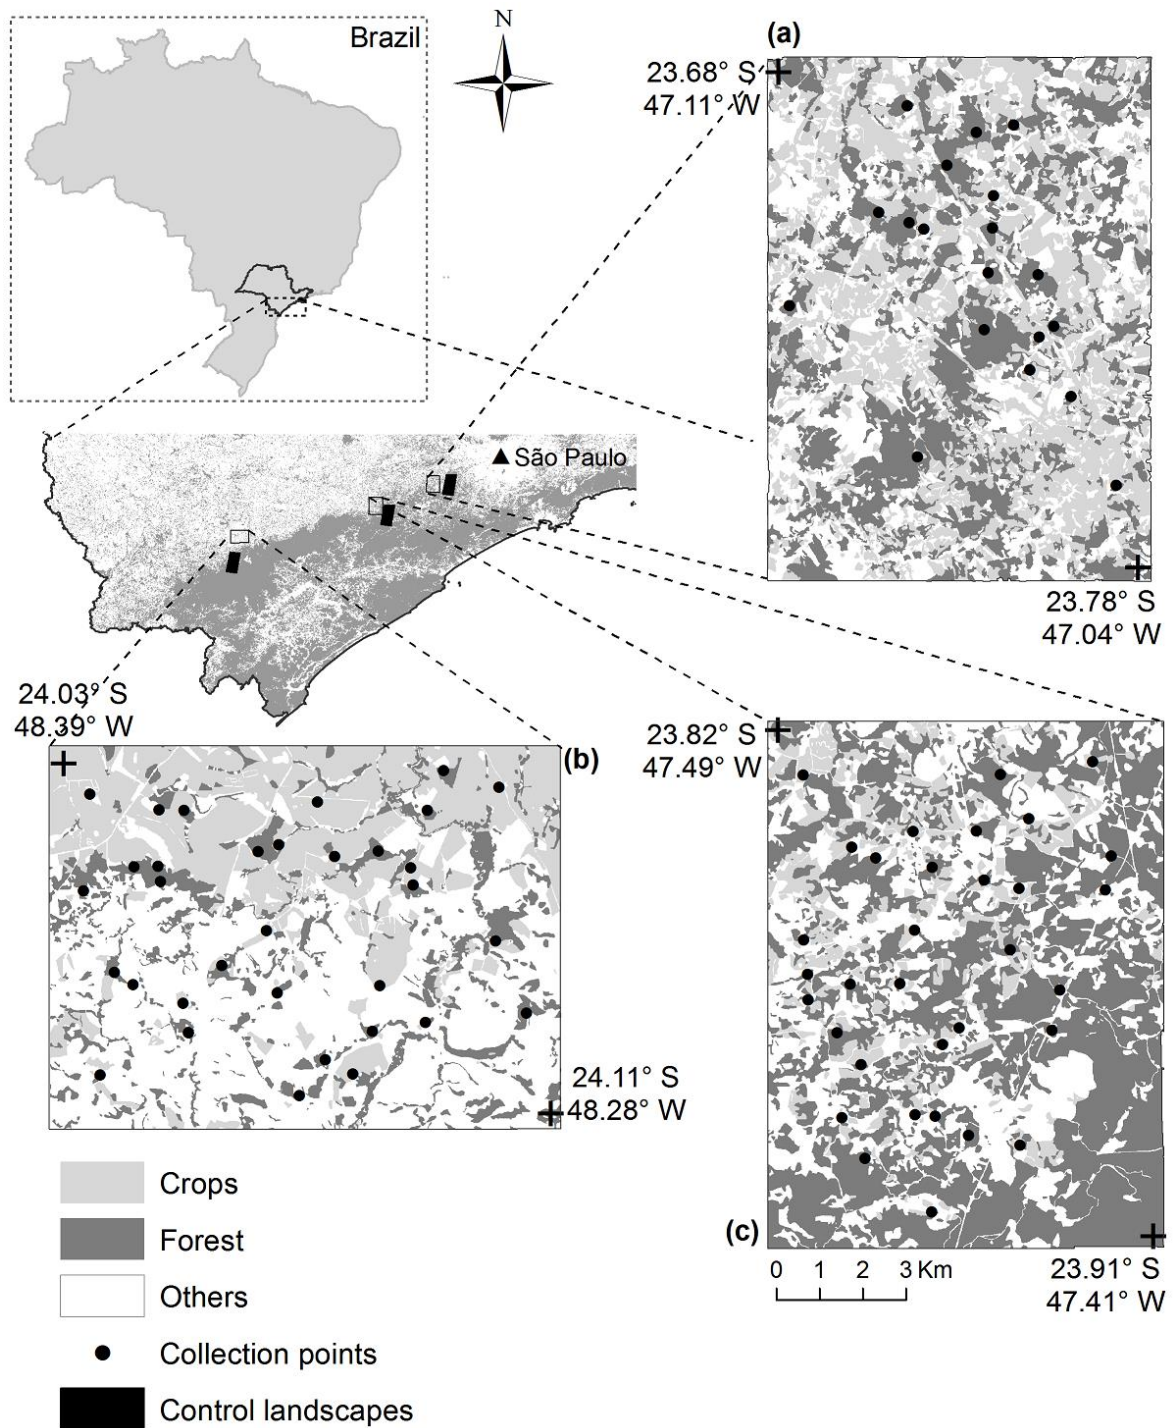 Brazil
N
(a)
23.68° S
47.11° W
São Paulo
23.78° S
47.04° W
24.03° S
48.39° W
(b)
23.82° S
47.49° W
24.11° S
48.28° W
(c)
23.91° S
47.41° W
0 1 2 3 Km
Crops
Forest
Others
Collection points
Control landscapes